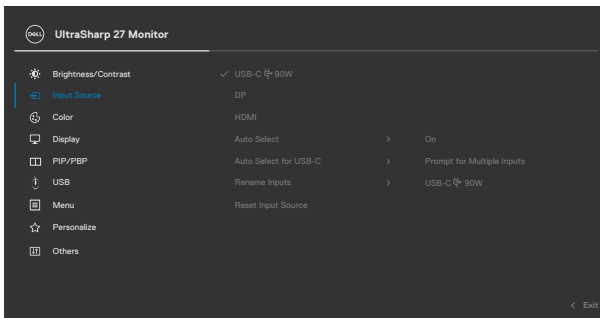 DELL UltraSharp 27 Monitor
Brightness/Contrast USB-C 90W
Input Source DP
Color HDMI
Display Auto Select On
PIP/PBP Auto Select for USB-C Prompt for Multiple Inputs
USB Rename Inputs USB-C 90W
Menu Reset Input Source
Personalize
Others
Exit